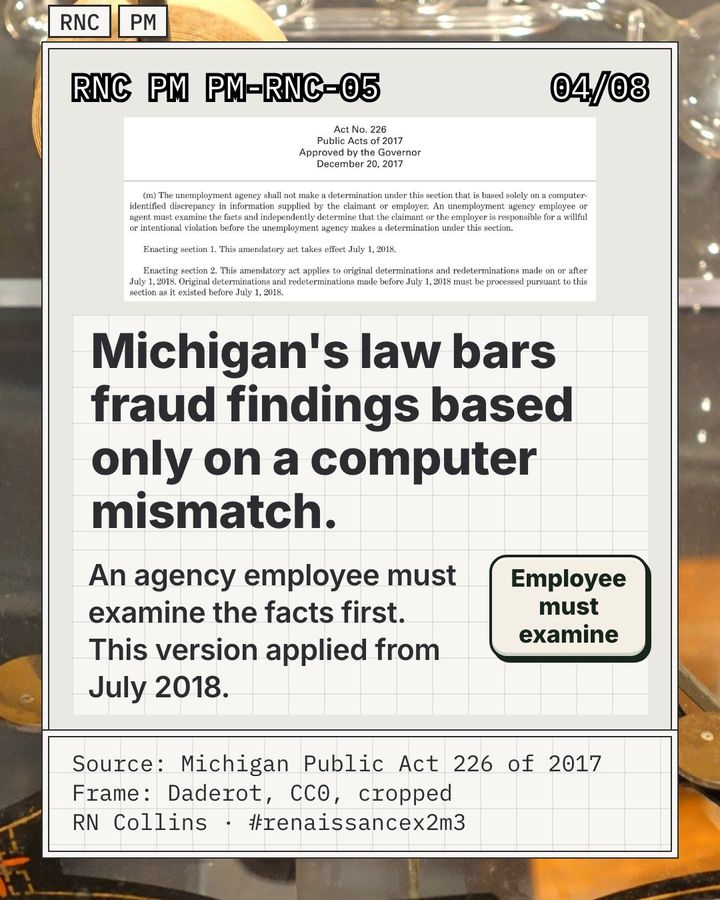 RNC PM
RNC PM PM-RNC-05 04/08
Act No. 226
Public Acts of 2017
Approved by the Governor
December 20, 2017
(m) The unemployment agency shall not make a determination under this section that is based solely on a computer-
identified discrepancy in information supplied by the claimant or employer. An unemployment agency employee or
agent must examine the facts and independently determine that the claimant or the employer is responsible for a willful
or intentional violation before the unemployment agency makes a determination under this section.
Enacting section 1. This amendatory act takes effect July 1, 2018.
Enacting section 2. This amendatory act applies to original determinations and redeterminations made on or after
July 1, 2018. Original determinations and redeterminations made before July 1, 2018 must be processed pursuant to this
section as it existed before July 1, 2018.
Michigan's law bars
fraud findings based
only on a computer
mismatch.
An agency employee must
examine the facts first.
This version applied from
July 2018.
Employee
must
examine
Source: Michigan Public Act 226 of 2017
Frame: Daderot, CC0, cropped
RN Collins · #renaissancex2m3